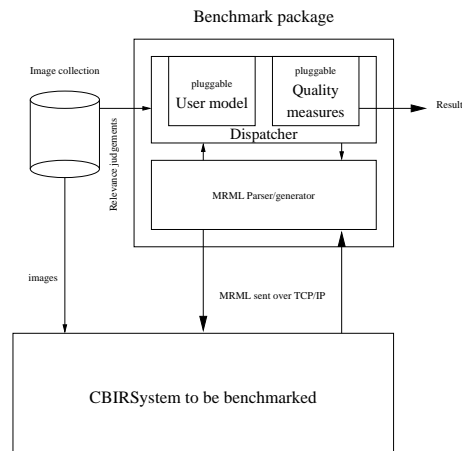 Benchmark package
Image collection
pluggable
User model
pluggable
Quality
measures
Result
Dispatcher
Relevance judgements
MRML Parser/generator
images
MRML sent over TCP/IP
CBIRSystem to be benchmarked